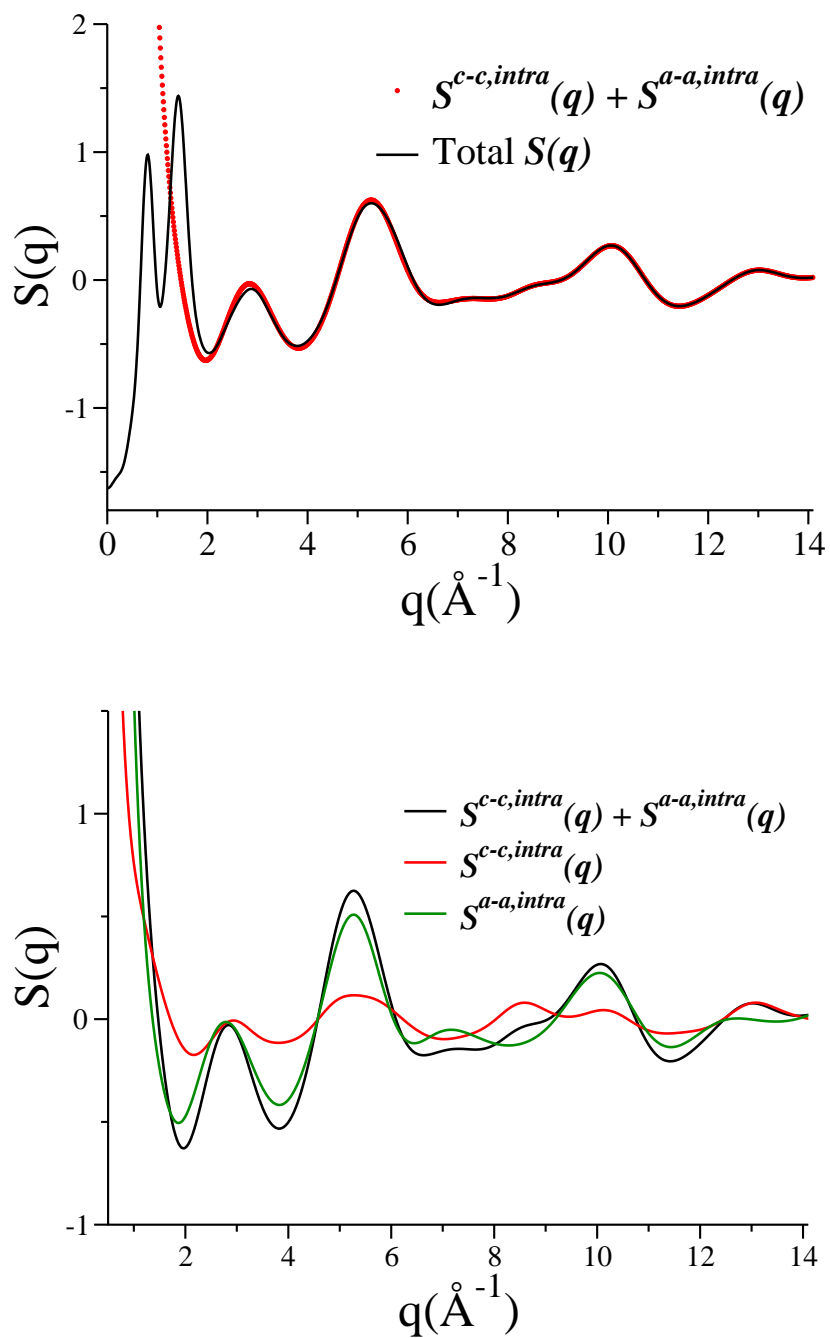 2
1
0
-1
S(q)
S^{c-c,intra}(q) + S^{a-a,intra}(q)
Total S(q)
0 2 4 6 8 10 12 14
q(Å^{-1})
1
0
-1
S(q)
S^{c-c,intra}(q) + S^{a-a,intra}(q)
S^{c-c,intra}(q)
S^{a-a,intra}(q)
2 4 6 8 10 12 14
q(Å^{-1})